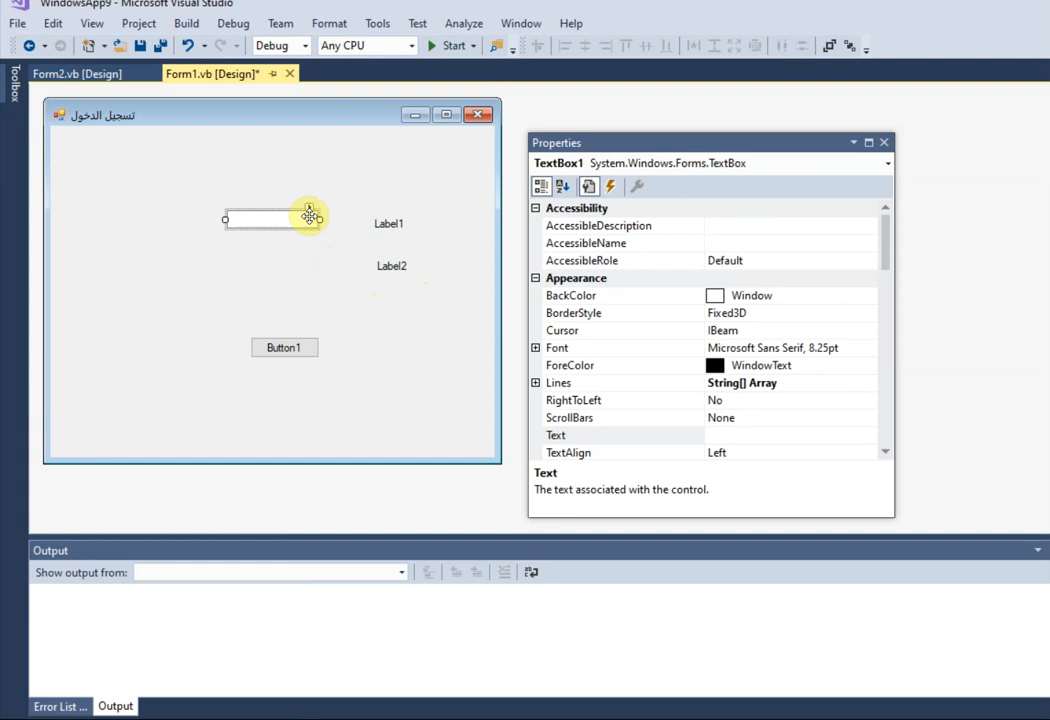 WindowsApp9 - Microsoft Visual Studio
File Edit View Project Build Debug Team Format Tools Test Analyze Window Help
Debug Any CPU Start
Toolbox
Form2.vb [Design] Form1.vb [Design]*
تسجيل الدخول
Label1
Label2
Button1
Properties
TextBox1 System.Windows.Forms.TextBox
Accessibility
AccessibleDescription
AccessibleName
AccessibleRole Default
Appearance
BackColor Window
BorderStyle Fixed3D
Cursor IBeam
Font Microsoft Sans Serif, 8.25pt
ForeColor WindowText
Lines String[] Array
RightToLeft No
ScrollBars None
Text
TextAlign Left
Text
The text associated with the control.
Output
Show output from:
Error List ... Output